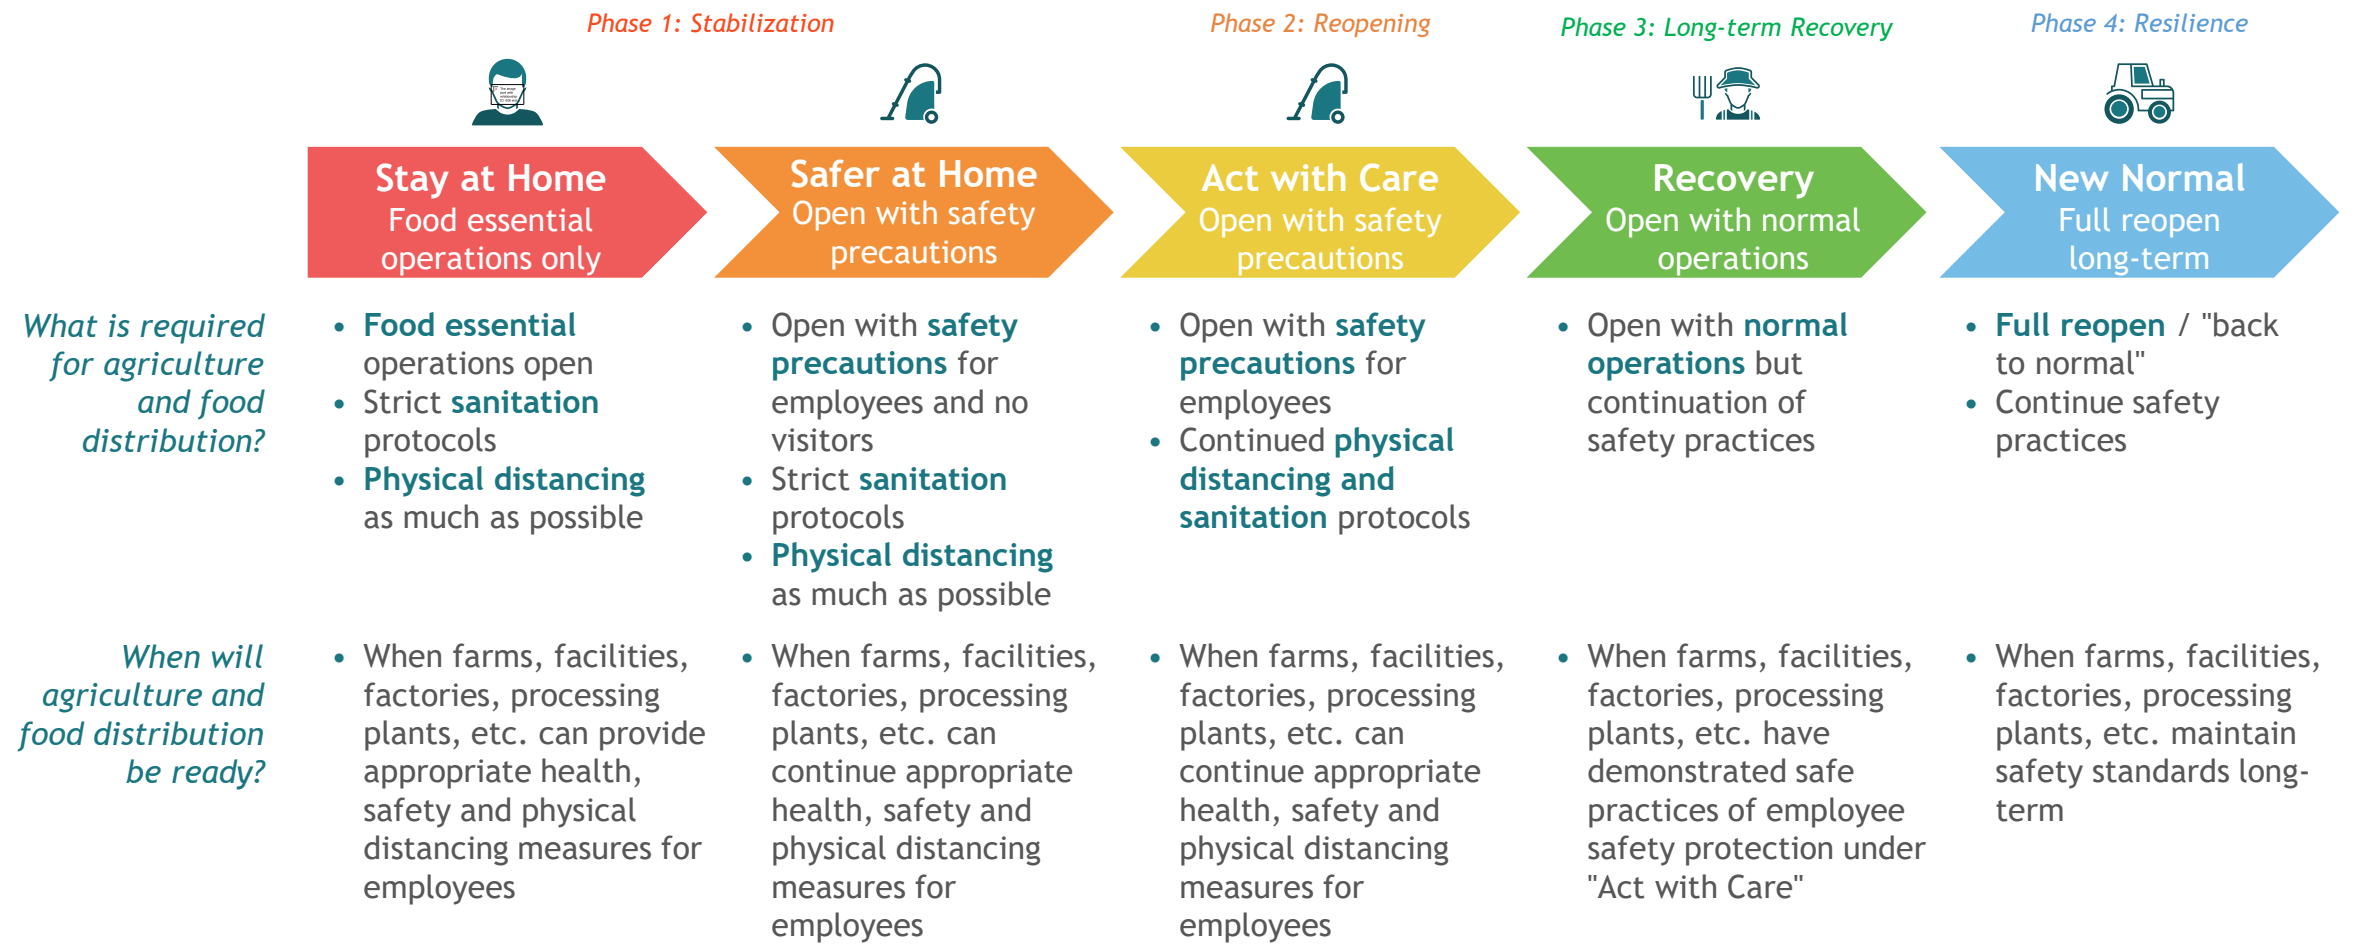 Phase 1: Stabilization
Phase 2: Reopening
Phase 3: Long-term Recovery
Phase 4: Resilience
Stay at Home
Food essential
operations only
Safer at Home
Open with safety
precautions
Act with Care
Open with safety
precautions
Recovery
Open with normal
operations
New Normal
Full reopen
long-term
What is required
for agriculture
and food
distribution?
• Food essential
operations open
• Strict sanitation
protocols
• Physical distancing
as much as possible
• Open with safety
precautions for
employees and no
visitors
• Strict sanitation
protocols
• Physical distancing
as much as possible
• Open with safety
precautions for
employees
• Continued physical
distancing and
sanitation protocols
• Open with normal
operations but
continuation of
safety practices
• Full reopen / "back
to normal"
• Continue safety
practices
When will
agriculture and
food distribution
be ready?
• When farms, facilities,
factories, processing
plants, etc. can provide
appropriate health,
safety and physical
distancing measures for
employees
• When farms, facilities,
factories, processing
plants, etc. can
continue appropriate
health, safety and
physical distancing
measures for
employees
• When farms, facilities,
factories, processing
plants, etc. can
continue appropriate
health, safety and
physical distancing
measures for
employees
• When farms, facilities,
factories, processing
plants, etc. have
demonstrated safe
practices of employee
safety protection under
"Act with Care"
• When farms, facilities,
factories, processing
plants, etc. maintain
safety standards long-
term